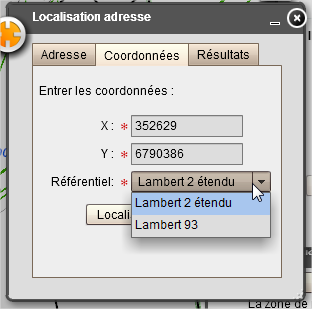 Localisation adresse
Adresse Coordonnées Résultats
Entrer les coordonnées :
X : * 352629
Y : * 6790386
Référentiel: * Lambert 2 étendu
Lambert 2 étendu
Locali
Lambert 93
La zone de